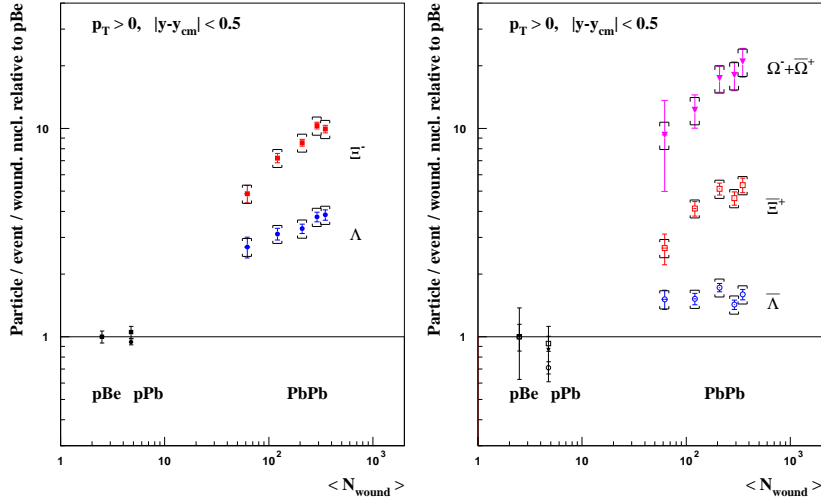 Particle / event / wound. nucl. relative to pBe
p_T > 0, |y-y_cm| < 0.5
10
1
Ξ⁻
Λ
pBe pPb PbPb
1 10 10² 10³
< N_wound >
Particle / event / wound. nucl. relative to pBe
p_T > 0, |y-y_cm| < 0.5
10
1
Ω⁻+Ω̅⁺
Ξ̅⁺
Λ̅
pBe pPb PbPb
1 10 10² 10³
< N_wound >